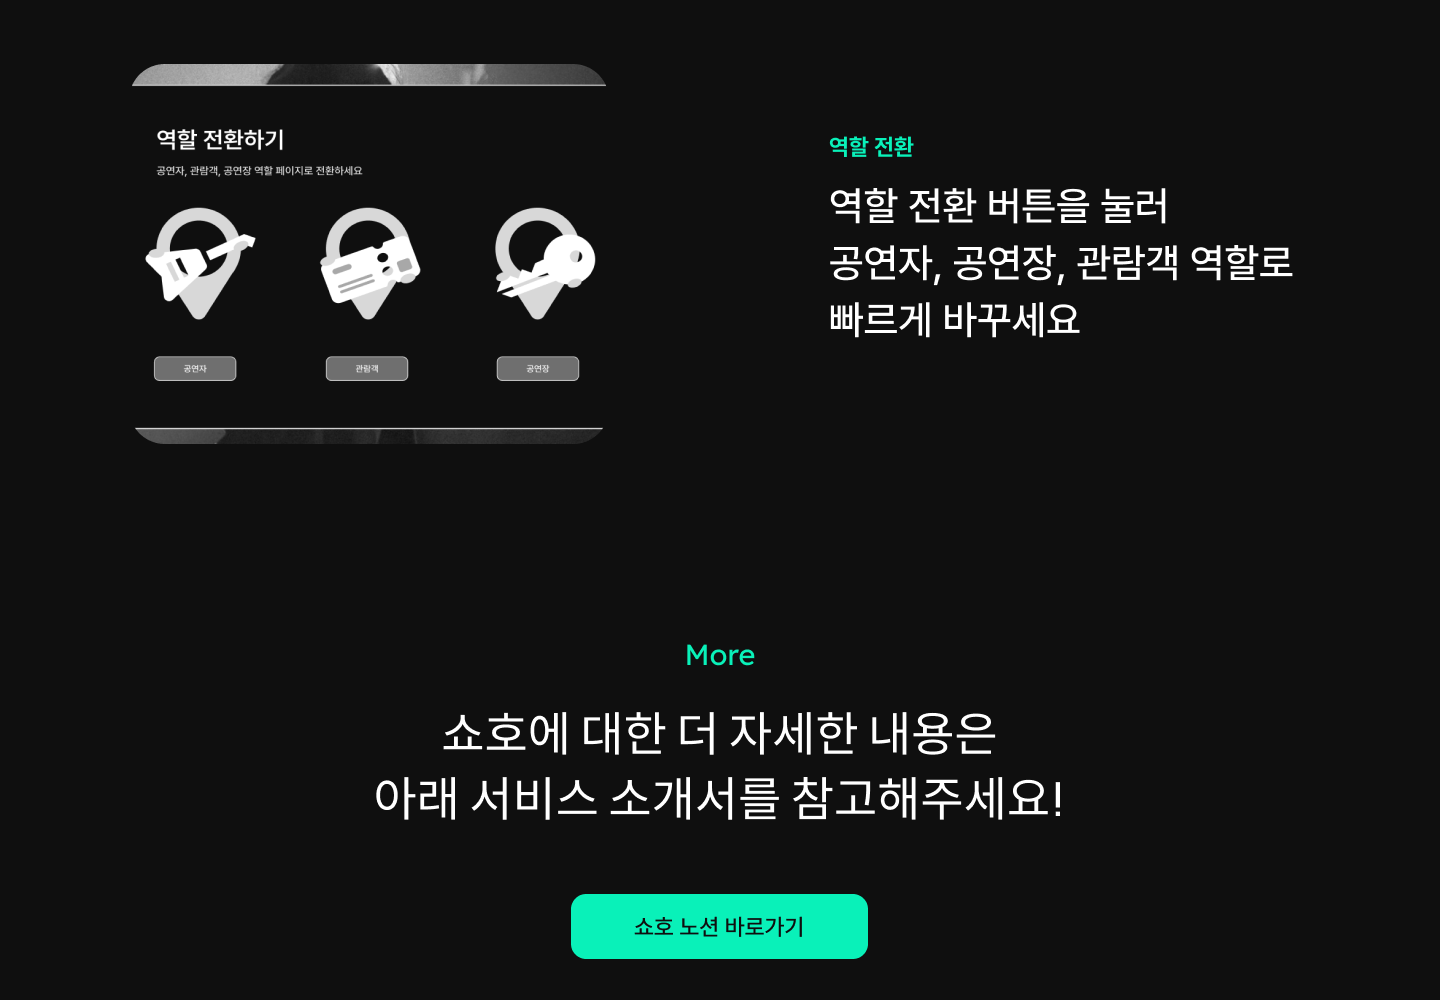 역할 전환하기
공연자, 관람객, 공연장 역할 페이지로 전환하세요
공연자
관람객
공연장
역할 전환
역할 전환 버튼을 눌러
공연자, 공연장, 관람객 역할로
빠르게 바꾸세요
More
쇼호에 대한 더 자세한 내용은
아래 서비스 소개서를 참고해주세요!
쇼호 노션 바로가기